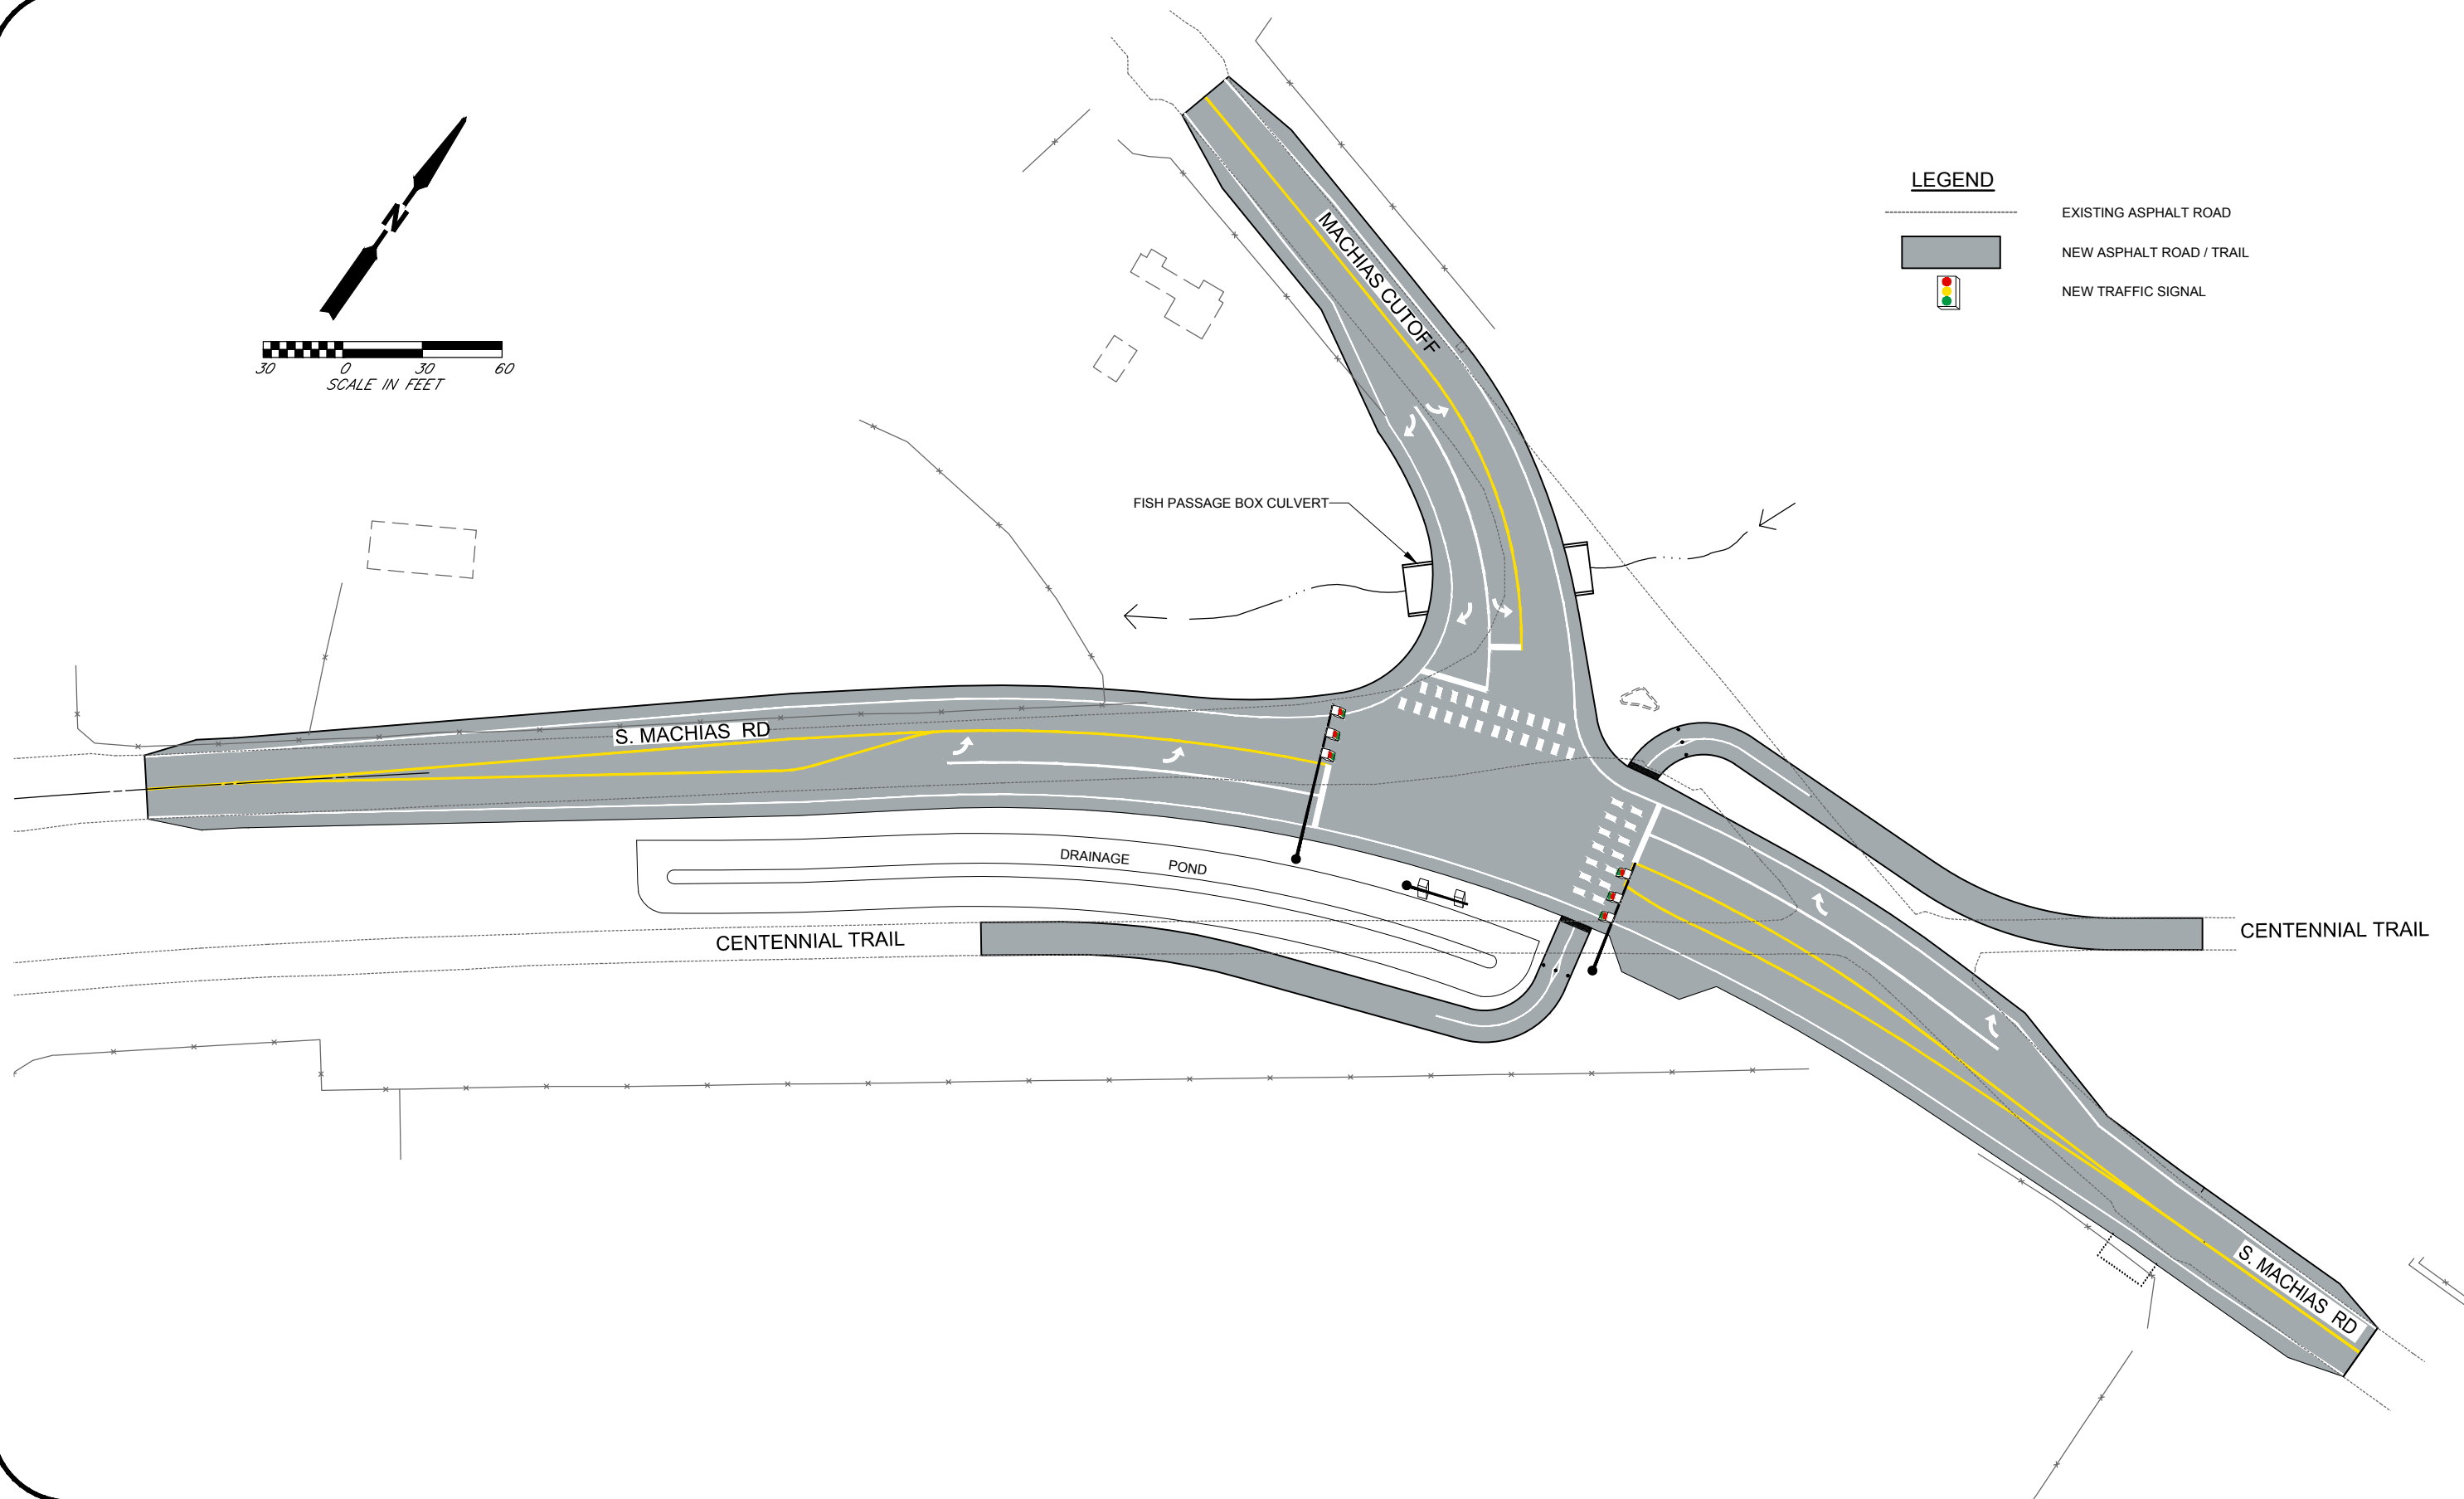 N
30 0 30 60
SCALE IN FEET
MACHIAS CUTOFF
LEGEND
EXISTING ASPHALT ROAD
NEW ASPHALT ROAD / TRAIL
NEW TRAFFIC SIGNAL
FISH PASSAGE BOX CULVERT
S. MACHIAS RD
DRAINAGE POND
CENTENNIAL TRAIL
CENTENNIAL TRAIL
S. MACHIAS RD